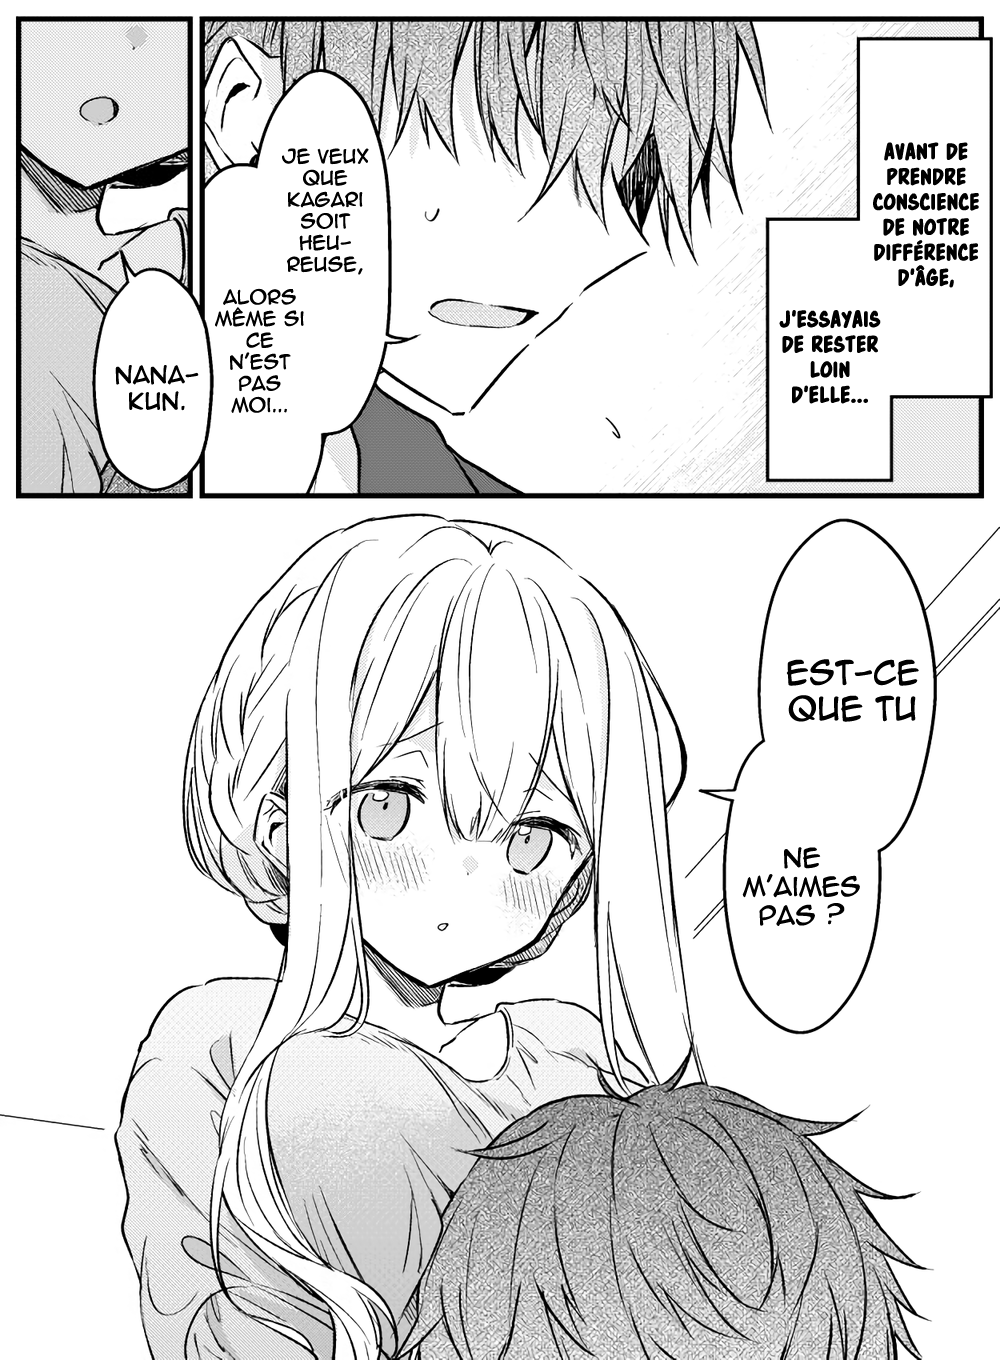 AVANT DE
PRENDRE
CONSCIENCE
DE NOTRE
DIFFÉRENCE
D'ÂGE,
J'ESSAYAIS
DE RESTER
LOIN
D'ELLE...
JE VEUX
QUE
KAGARI
SOIT
HEU-
REUSE,
ALORS
MÊME SI
CE
N'EST
PAS
MOI...
NANA-
KUN.
EST-CE
QUE TU
NE
M'AIMES
PAS ?